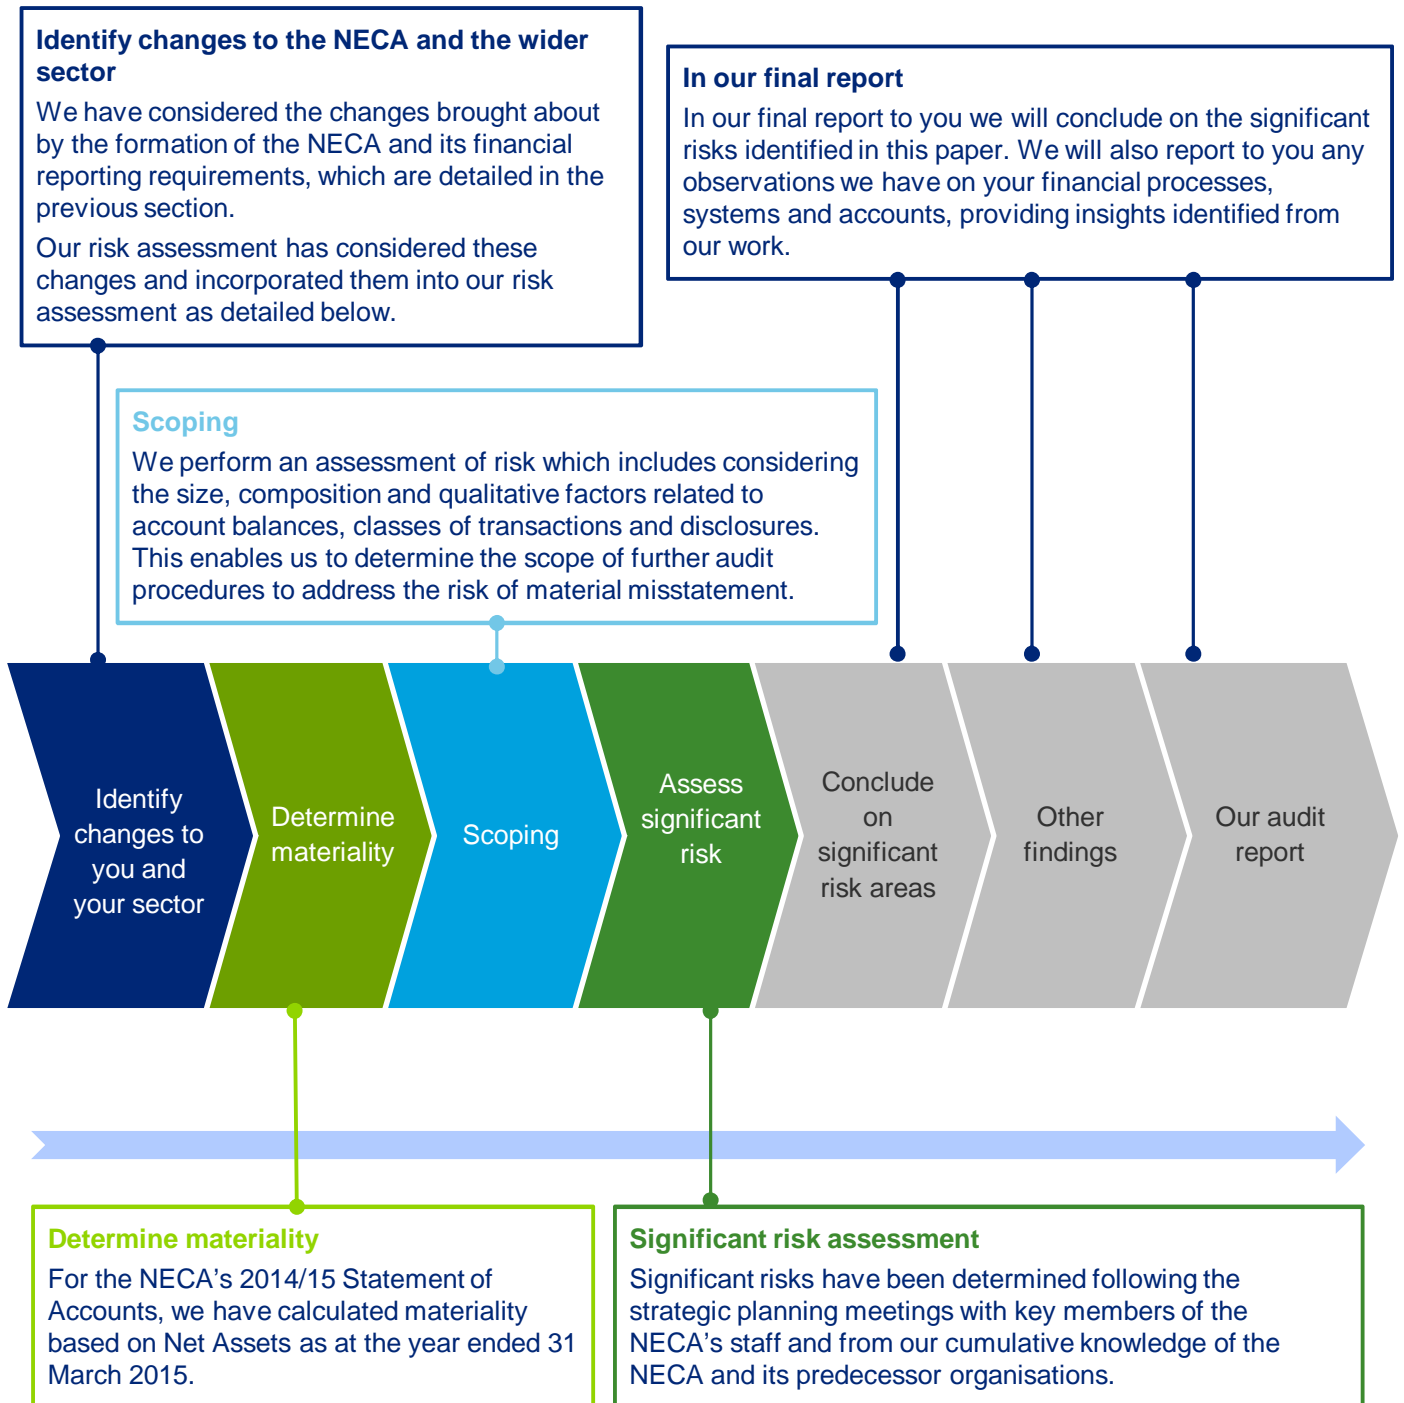 Identify changes to the NECA and the wider
sector
We have considered the changes brought about
by the formation of the NECA and its financial
reporting requirements, which are detailed in the
previous section.
Our risk assessment has considered these
changes and incorporated them into our risk
assessment as detailed below.
In our final report
In our final report to you we will conclude on the significant
risks identified in this paper. We will also report to you any
observations we have on your financial processes,
systems and accounts, providing insights identified from
our work.
Scoping
We perform an assessment of risk which includes considering
the size, composition and qualitative factors related to
account balances, classes of transactions and disclosures.
This enables us to determine the scope of further audit
procedures to address the risk of material misstatement.
Identify
changes to
you and
your sector
Determine
materiality
Scoping
Assess
significant
risk
Conclude
on
significant
risk areas
Other
findings
Our audit
report
Determine materiality
For the NECA’s 2014/15 Statement of
Accounts, we have calculated materiality
based on Net Assets as at the year ended 31
March 2015.
Significant risk assessment
Significant risks have been determined following the
strategic planning meetings with key members of the
NECA’s staff and from our cumulative knowledge of the
NECA and its predecessor organisations.